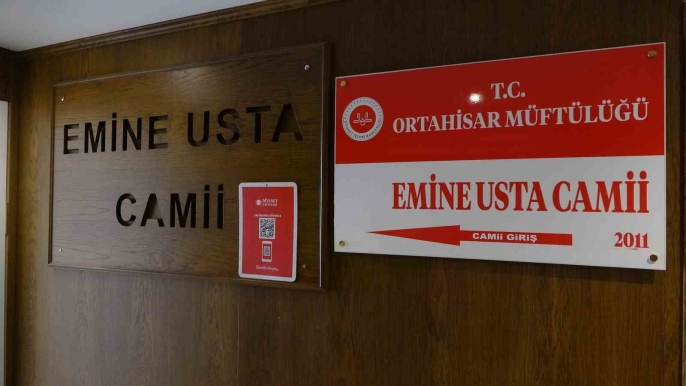 EMİNE USTA
CAMİİ
T.C.
ORTAHİSAR MÜFTÜLÜĞÜ
EMİNE USTA CAMİİ
CAMİİ GİRİŞ
2011